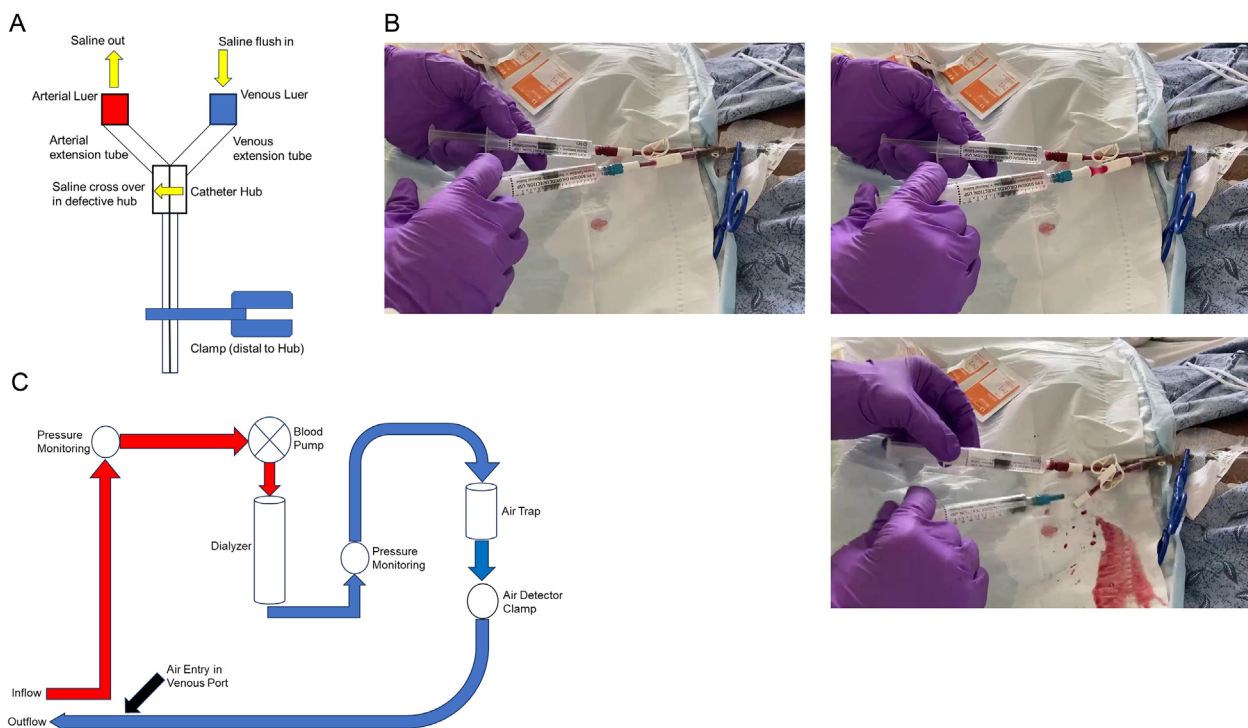 A
Saline out
Saline flush in
Arterial Luer
Venous Luer
Arterial
extension tube
Venous
extension tube
Saline cross over
in defective hub
Catheter Hub
Clamp (distal to Hub)
B
C
Pressure
Monitoring
Blood
Pump
Dialyzer
Pressure
Monitoring
Air Trap
Air Detector
Clamp
Air Entry in
Venous Port
Inflow
Outflow